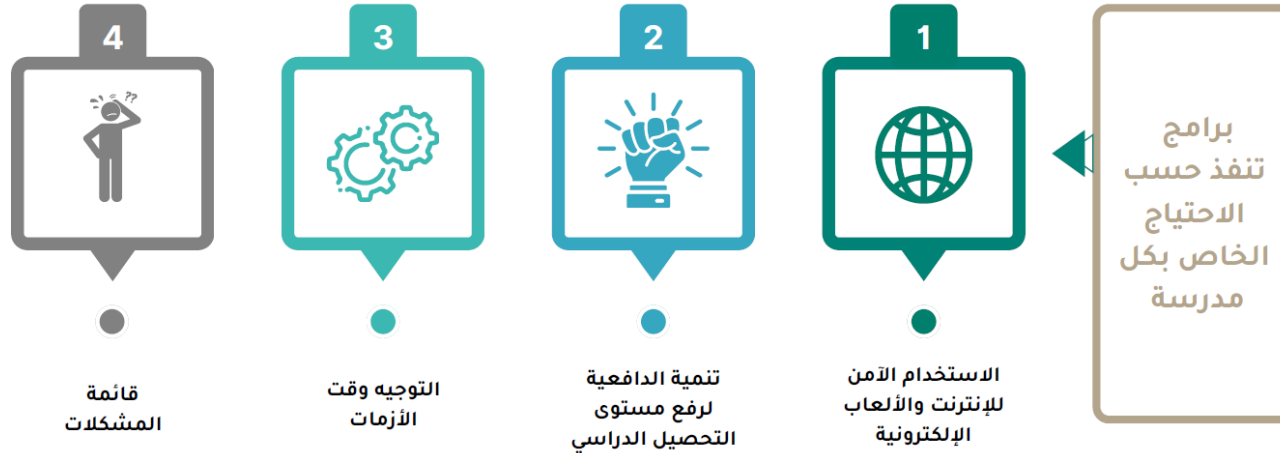 برامج
تنفذ حسب
الاحتياج
الخاص بكل
مدرسة
1
الاستخدام الآمن
للإنترنت والألعاب
الإلكترونية
2
تنمية الدافعية
لرفع مستوى
التحصيل الدراسي
3
التوجيه وقت
الأزمات
4
??
قائمة
المشكلات